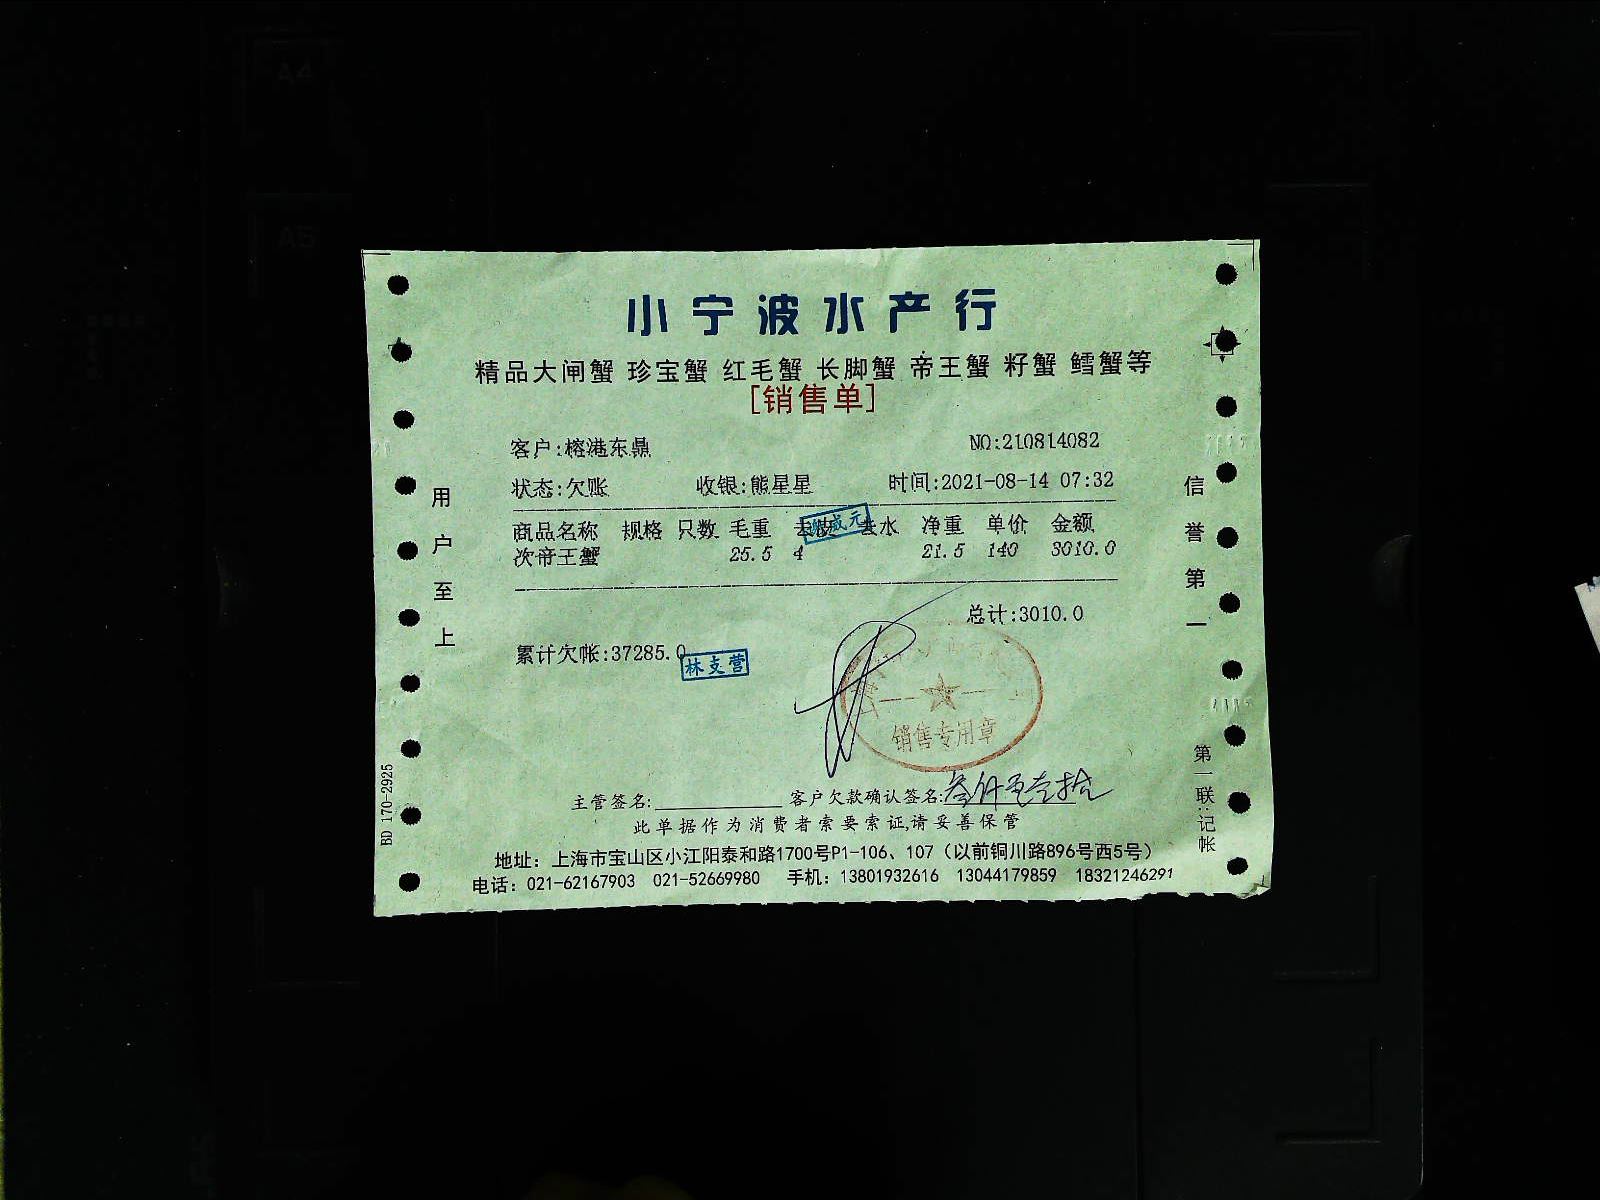 A4
A5
小宁波水产行
精品大闸蟹 珍宝蟹 红毛蟹 长脚蟹 帝王蟹 籽蟹 鳕蟹等
[销售单]
客户:榕港东鼎 NO:210814082
状态:欠账 收银:熊星星 时间:2021-08-14 07:32
商品名称 规格 只数 毛重 去皮 去水 净重 单价 金额
次帝王蟹 25.5 4 21.5 140 3010.0
总计:3010.0
累计欠帐:37285.0
林支营
销售专用章
主管签名: 客户欠款确认签名:叁仟零壹拾
此单据作为消费者索要索证,请妥善保管
地址：上海市宝山区小江阳泰和路1700号P1-106、107（以前铜川路896号西5号）
电话：021-62167903 021-52669980 手机：13801932616 13044179859 18321246291
用户至上
信誉第一
第一联:记帐
BD 170-2925